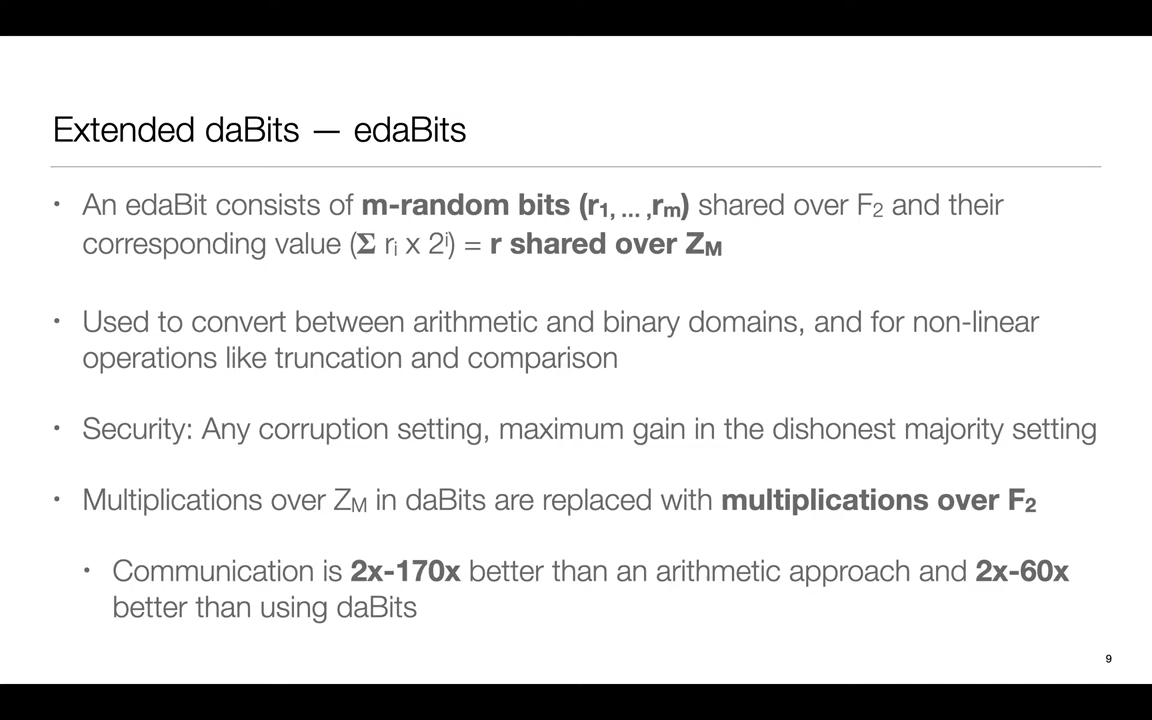 Extended daBits — edaBits
• An edaBit consists of m-random bits (r₁, ... ,rₘ) shared over F₂ and their
corresponding value (Σ rᵢ x 2ⁱ) = r shared over Z_M
• Used to convert between arithmetic and binary domains, and for non-linear
operations like truncation and comparison
• Security: Any corruption setting, maximum gain in the dishonest majority setting
• Multiplications over Z_M in daBits are replaced with multiplications over F₂
• Communication is 2x-170x better than an arithmetic approach and 2x-60x
better than using daBits
9